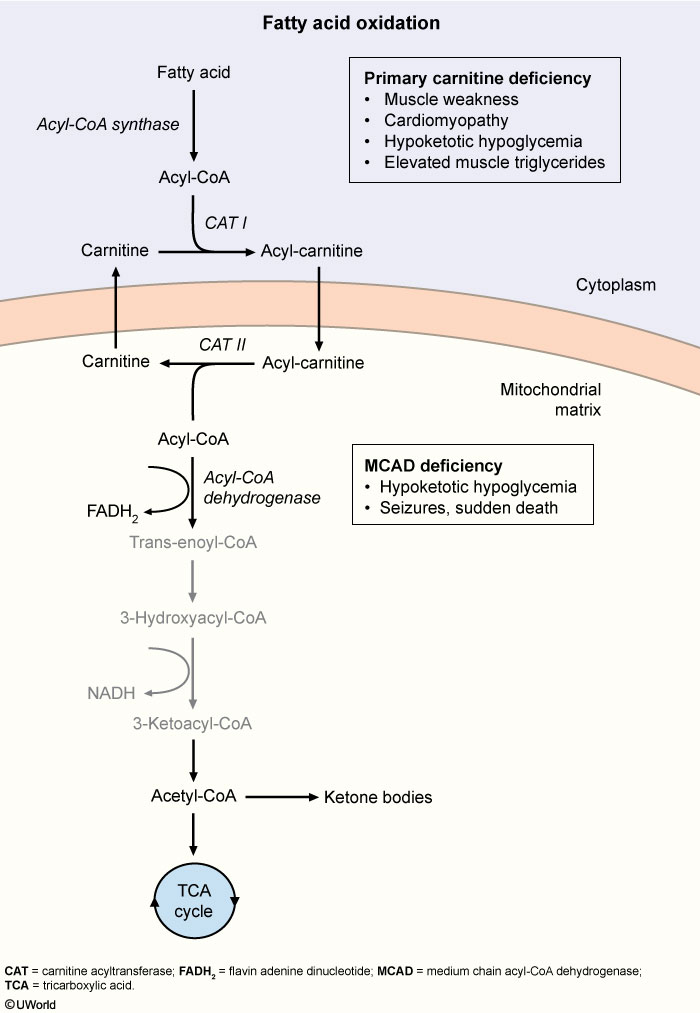 Fatty acid oxidation
Fatty acid
Primary carnitine deficiency
• Muscle weakness
• Cardiomyopathy
• Hypoketotic hypoglycemia
• Elevated muscle triglycerides
Acyl-CoA synthase
Acyl-CoA
CAT I
Carnitine
Acyl-carnitine
Cytoplasm
CAT II
Carnitine
Acyl-carnitine
Mitochondrial
matrix
Acyl-CoA
MCAD deficiency
• Hypoketotic hypoglycemia
• Seizures, sudden death
Acyl-CoA
dehydrogenase
FADH2
Trans-enoyl-CoA
3-Hydroxyacyl-CoA
NADH
3-Ketoacyl-CoA
Acetyl-CoA
Ketone bodies
TCA
cycle
CAT = carnitine acyltransferase; FADH2 = flavin adenine dinucleotide; MCAD = medium chain acyl-CoA dehydrogenase;
TCA = tricarboxylic acid.
©UWorld